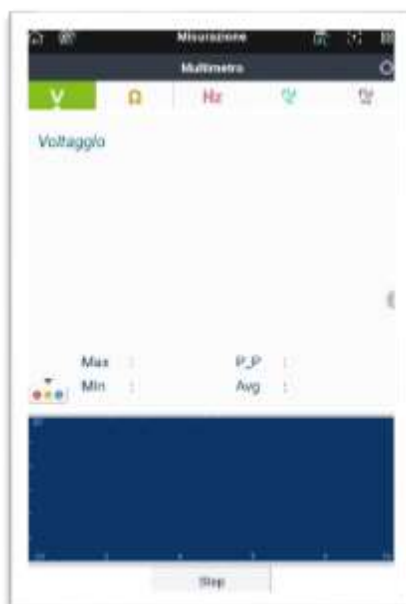 Misurazione
Multimetro
V Ω Hz
Voltaggio
Max : P_P :
Min : Avg :
Stop